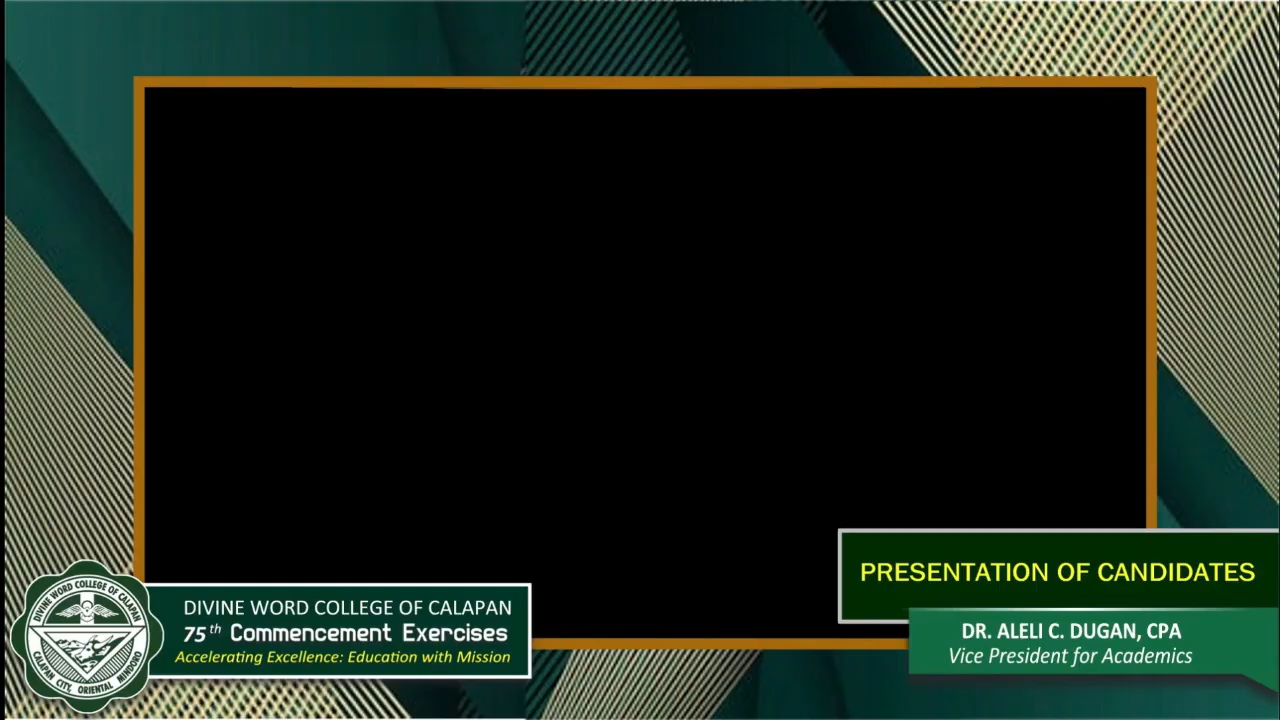 PRESENTATION OF CANDIDATES
DR. ALELI C. DUGAN, CPA
Vice President for Academics
DIVINE WORD COLLEGE OF CALAPAN
75th Commencement Exercises
Accelerating Excellence: Education with Mission
DIVINE WORD COLLEGE OF CALAPAN
CALAPAN CITY, ORIENTAL MINDORO